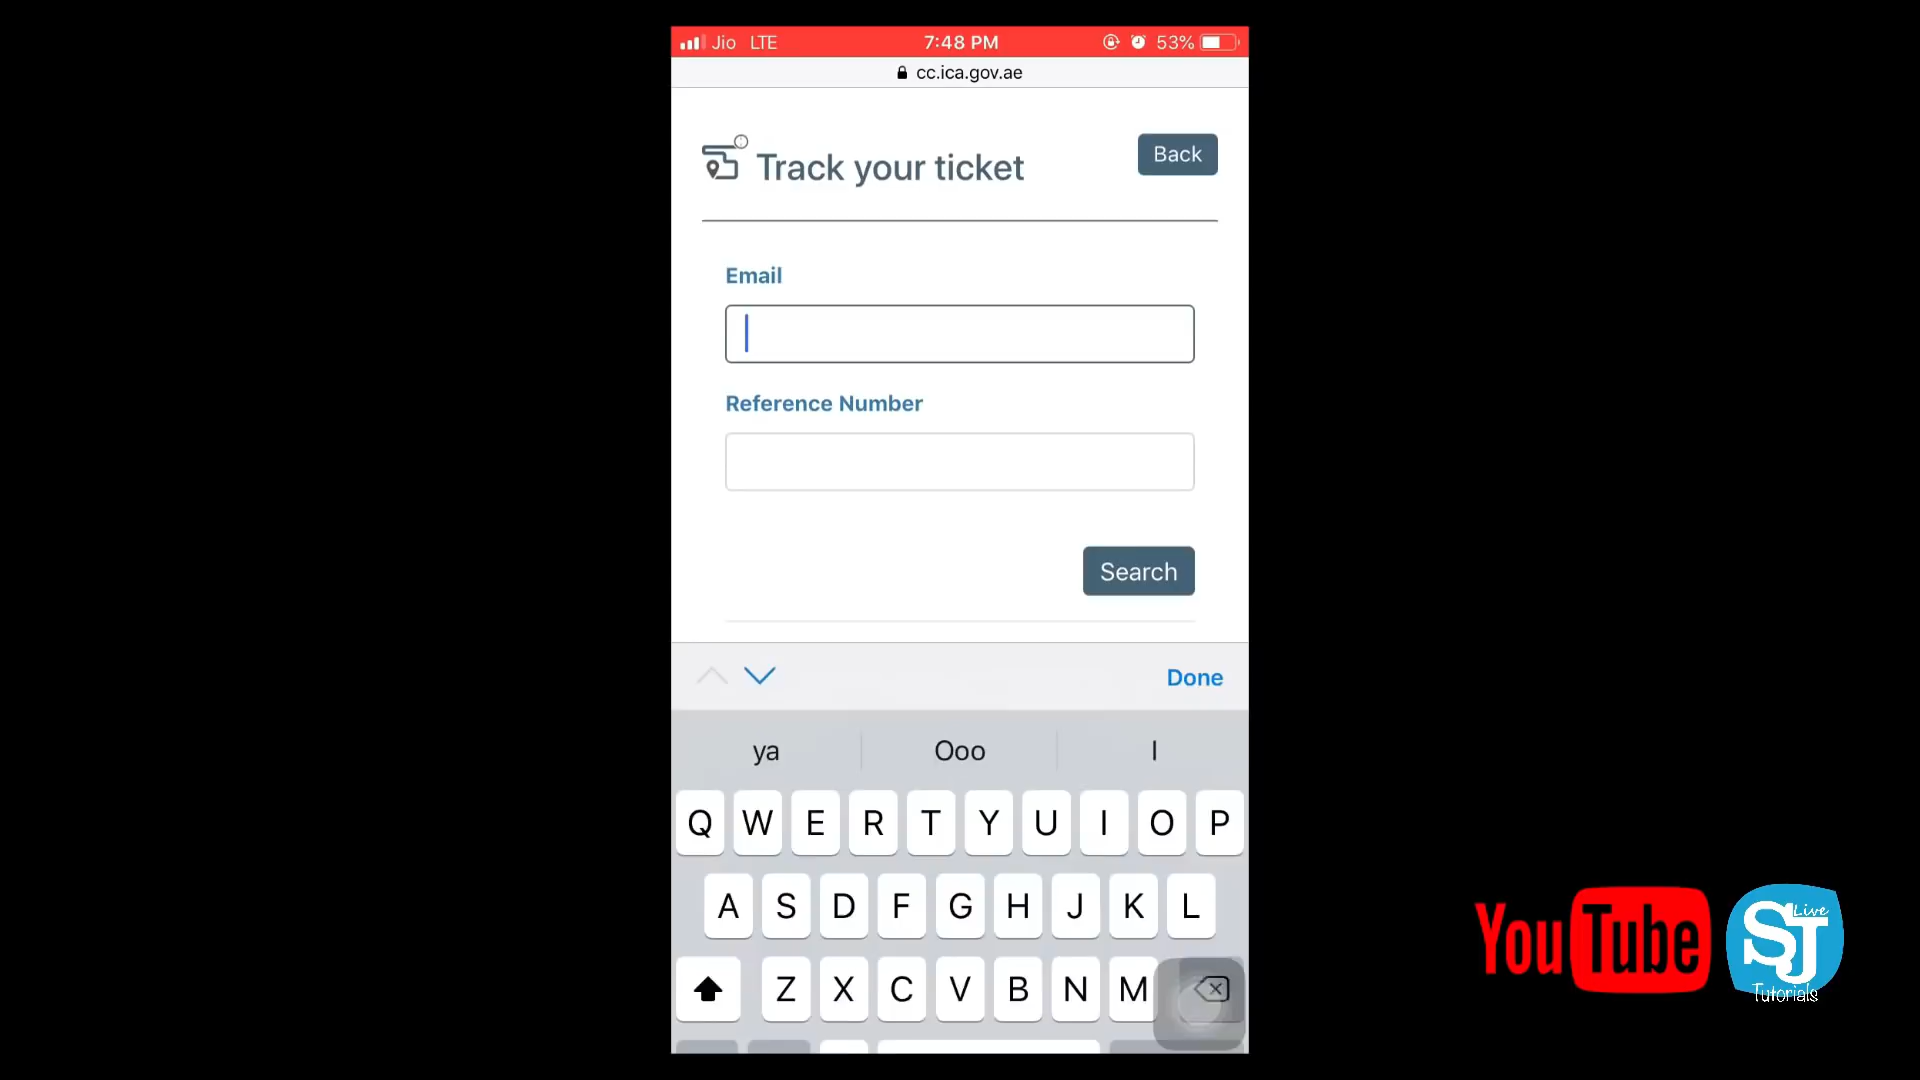 Jio LTE 7:48 PM 53%
cc.ica.gov.ae
Track your ticket
Back
Email
Reference Number
Search
Done
ya Ooo I
Q W E R T Y U I O P
A S D F G H J K L
Z X C V B N M
YouTube
SJ Live
Tutorials